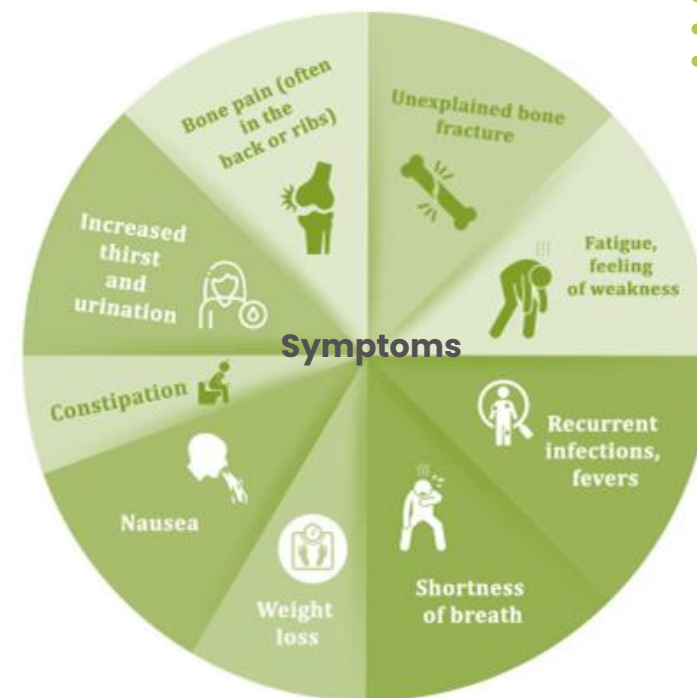 Bone pain (often
in the
back or ribs)
Unexplained bone
fracture
Fatigue,
feeling
of weakness
Increased
thirst
and
urination
Symptoms
Constipation
Recurrent
infections,
fevers
Nausea
Shortness
of breath
Weight
loss